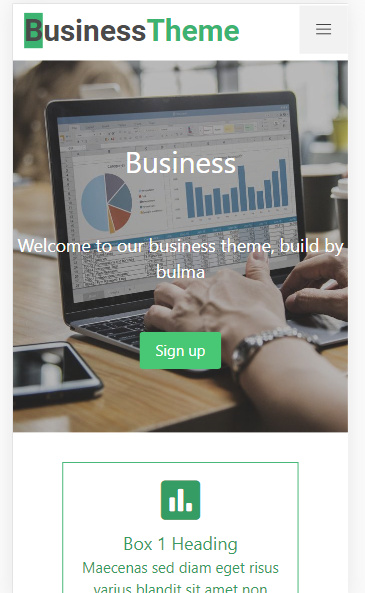 BusinessTheme
Business
Welcome to our business theme, build by
bulma
Sign up
Box 1 Heading
Maecenas sed diam eget risus
varius blandit sit amet non